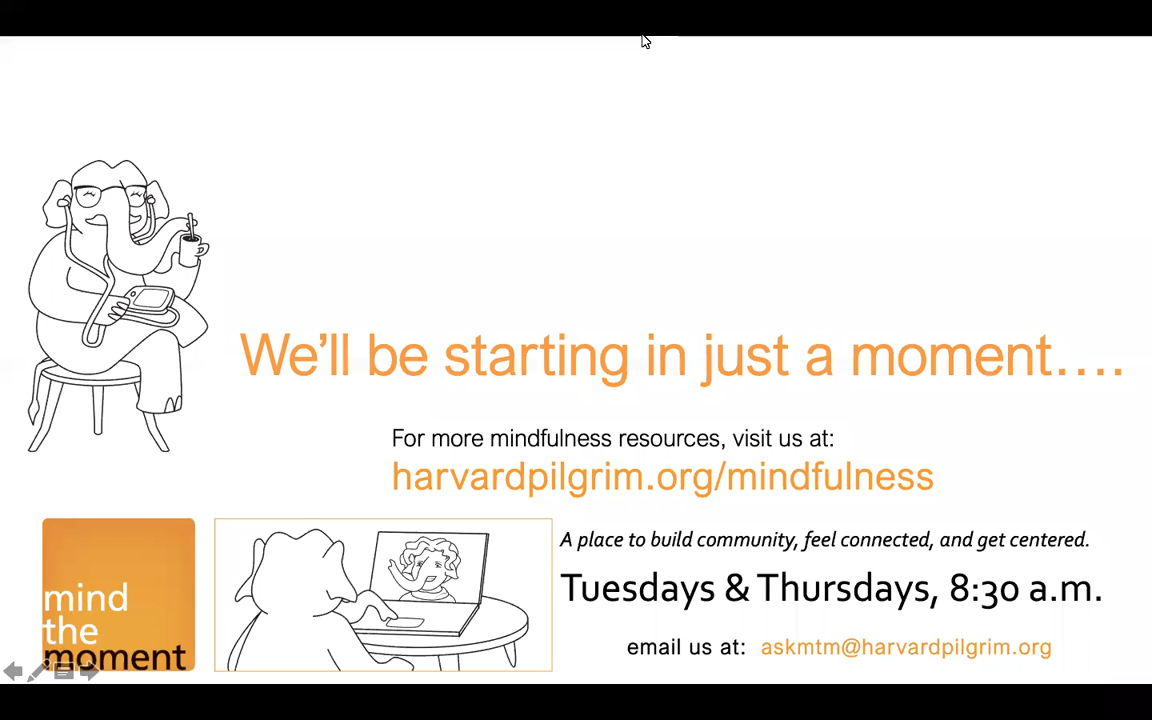 We'll be starting in just a moment….
For more mindfulness resources, visit us at:
harvardpilgrim.org/mindfulness
A place to build community, feel connected, and get centered.
Tuesdays & Thursdays, 8:30 a.m.
email us at: askmtm@harvardpilgrim.org
mind
the
moment